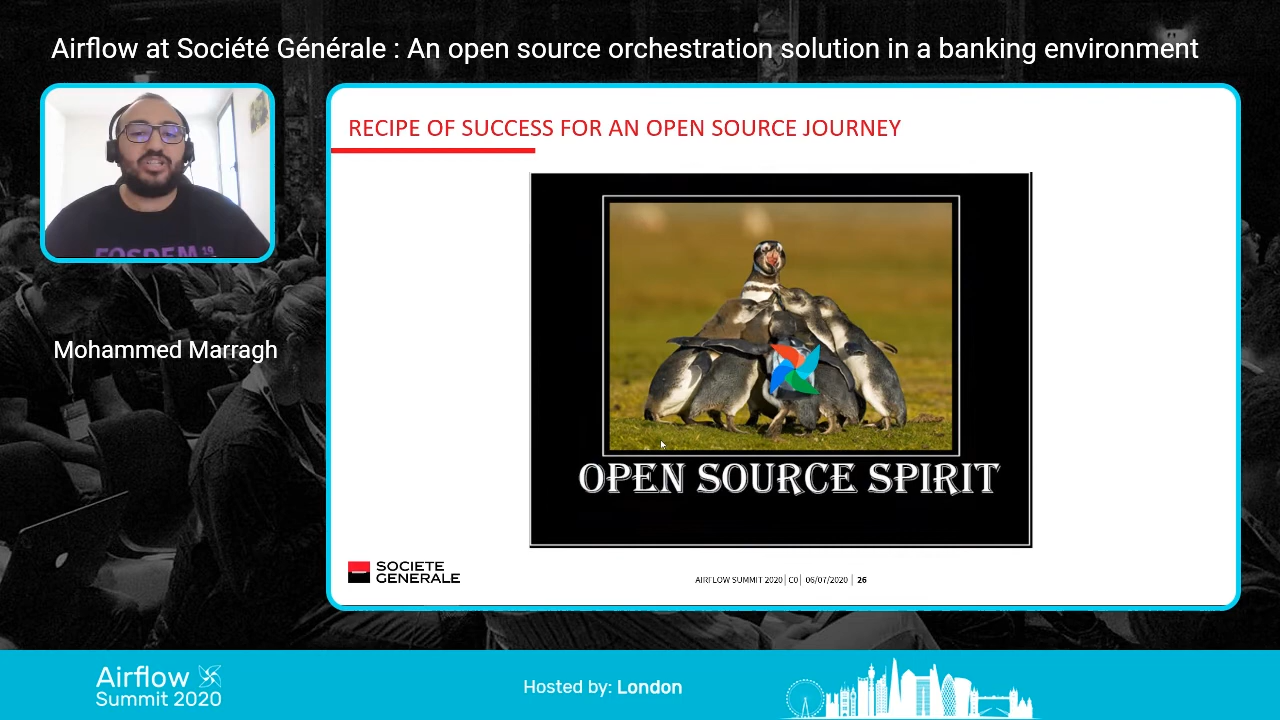 Airflow at Société Générale : An open source orchestration solution in a banking environment
RECIPE OF SUCCESS FOR AN OPEN SOURCE JOURNEY
FOSDEM 19
Mohammed Marragh
OPEN SOURCE SPIRIT
SOCIETE
GENERALE
AIRFLOW SUMMIT 2020 | C0 | 06/07/2020 | 26
Airflow
Summit 2020
Hosted by: London